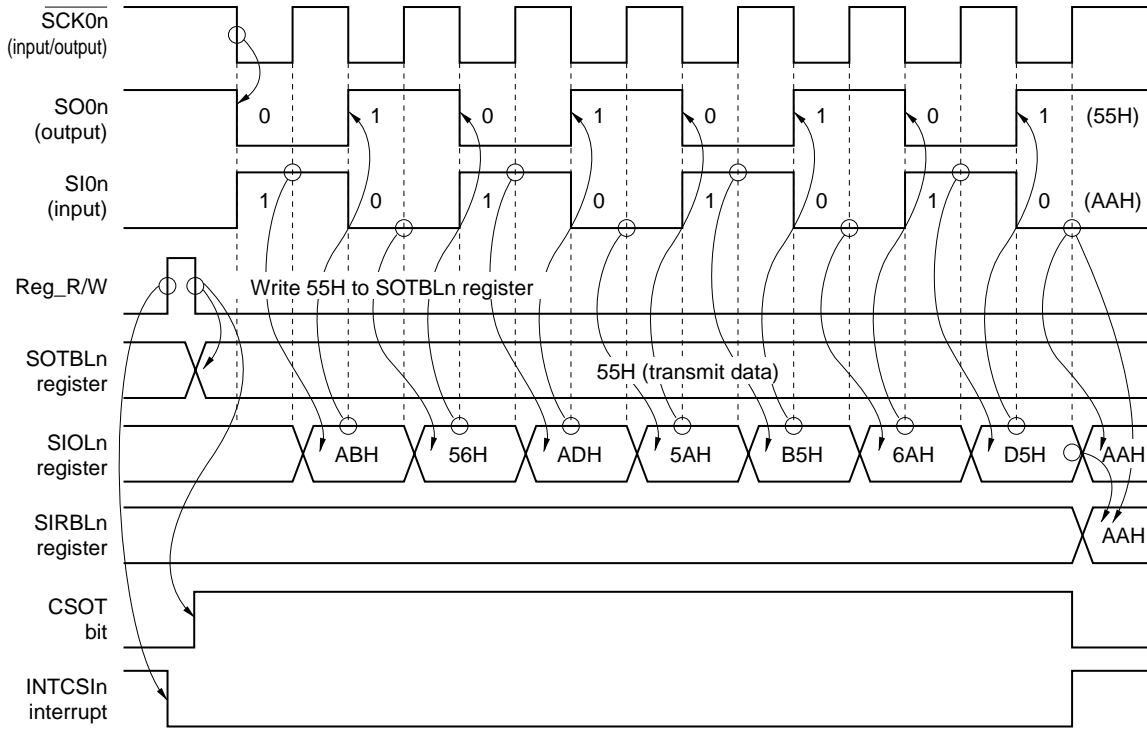 SCK0n
(input/output)
SO0n
(output)
0 1 0 1 0 1 0 1 (55H)
SI0n
(input)
1 0 1 0 1 0 1 0 (AAH)
Reg_R/W
Write 55H to SOTBLn register
SOTBLn
register
55H (transmit data)
SIOLn
register
ABH 56H ADH 5AH B5H 6AH D5H AAH
SIRBLn
register
AAH
CSOT
bit
INTCSIn
interrupt